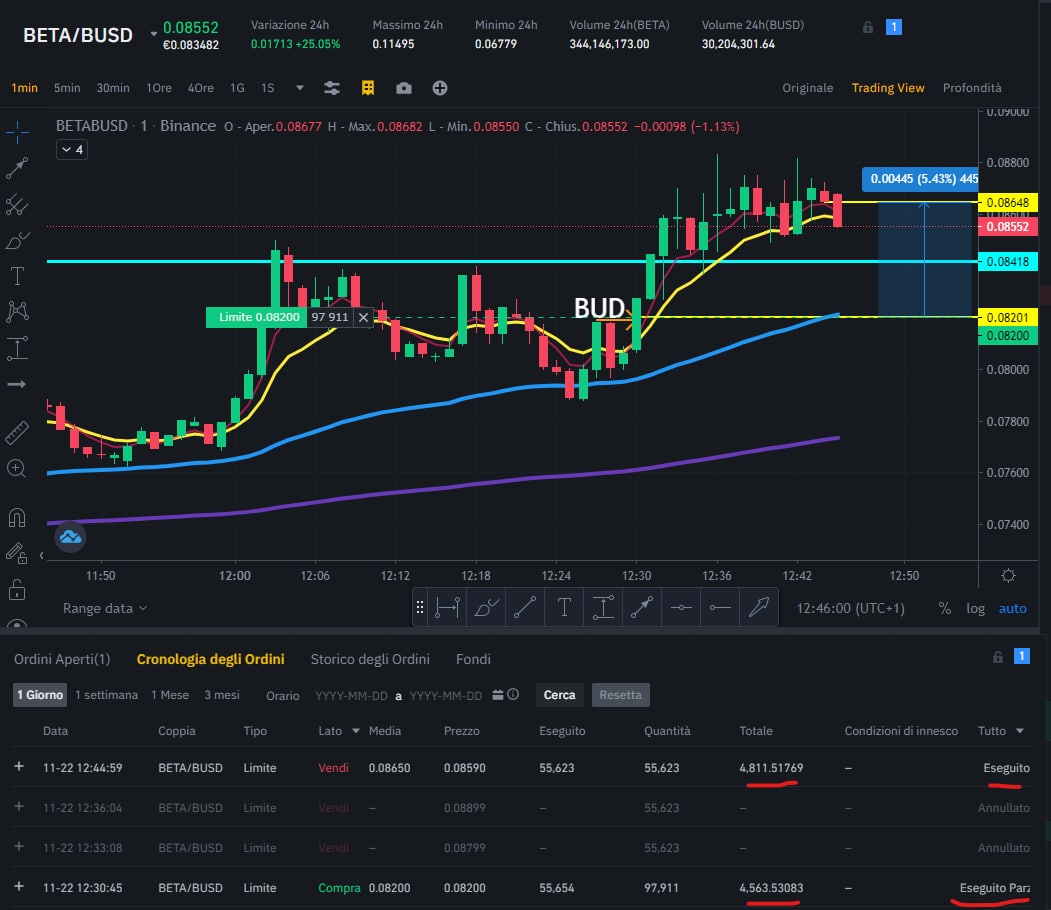 BETA/BUSD 0.08552 €0.083482 Variazione 24h 0.01713 +25.05% Massimo 24h 0.11495 Minimo 24h 0.06779 Volume 24h(BETA) 344,146,173.00 Volume 24h(BUSD) 30,204,301.64 1
1min 5min 30min 1Ore 4Ore 1G 1S Originale Trading View Profondità
BETABUSD · 1 · Binance O - Aper.0.08677 H - Max.0.08682 L - Min.0.08550 C - Chius.0.08552 −0.00098 (−1.13%)
4
0.09000
0.08800
0.00445 (5.43%) 445
0.08648
0.08600
0.08552
0.08418
BUD
Limite 0.08200 97 911
0.08201
0.08200
0.08000
0.07800
0.07600
0.07400
11:50 12:00 12:06 12:12 12:18 12:24 12:30 12:36 12:42 12:50
Range data 12:46:00 (UTC+1) % log auto
Ordini Aperti(1) Cronologia degli Ordini Storico degli Ordini Fondi 1
1 Giorno 1 settimana 1 Mese 3 mesi Orario YYYY-MM-DD a YYYY-MM-DD Cerca Resetta
Data Coppia Tipo Lato Media Prezzo Eseguito Quantità Totale Condizioni di innesco Tutto
+ 11-22 12:44:59 BETA/BUSD Limite Vendi 0.08650 0.08590 55,623 55,623 4,811.51769 – Eseguito
+ 11-22 12:36:04 BETA/BUSD Limite Vendi – 0.08899 – 55,623 – – Annullato
+ 11-22 12:33:08 BETA/BUSD Limite Vendi – 0.08799 – 55,623 – – Annullato
+ 11-22 12:30:45 BETA/BUSD Limite Compra 0.08200 0.08200 55,654 97,911 4,563.53083 – Eseguito Parz